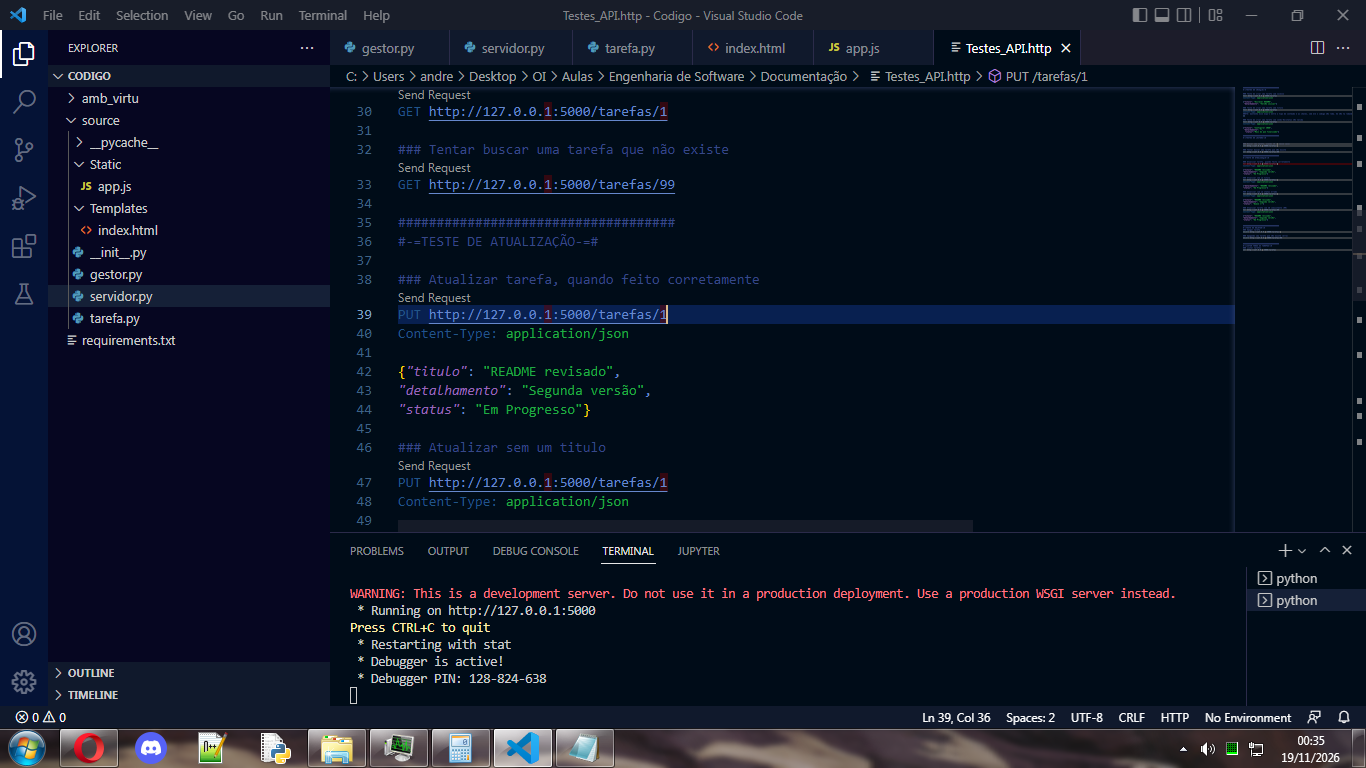 File Edit Selection View Go Run Terminal Help
Testes_API.http - Codigo - Visual Studio Code
EXPLORER
CODIGO
amb_virtu
source
__pycache__
Static
JS app.js
Templates
index.html
__init__.py
gestor.py
servidor.py
tarefa.py
requirements.txt
OUTLINE
TIMELINE
gestor.py servidor.py tarefa.py index.html JS app.js Testes_API.http
C: > Users > andre > Desktop > OI > Aulas > Engenharia de Software > Documentação > Testes_API.http > PUT /tarefas/1
Send Request
30 GET http://127.0.0.1:5000/tarefas/1
31
32 ### Tentar buscar uma tarefa que não existe
Send Request
33 GET http://127.0.0.1:5000/tarefas/99
34
35 ####################################
36 #-=TESTE DE ATUALIZAÇÃO-=#
37
38 ### Atualizar tarefa, quando feito corretamente
Send Request
39 PUT http://127.0.0.1:5000/tarefas/1
40 Content-Type: application/json
41
42 {"titulo": "README revisado",
43 "detalhamento": "Segunda versão",
44 "status": "Em Progresso"}
45
46 ### Atualizar sem um titulo
Send Request
47 PUT http://127.0.0.1:5000/tarefas/1
48 Content-Type: application/json
49
PROBLEMS OUTPUT DEBUG CONSOLE TERMINAL JUPYTER
WARNING: This is a development server. Do not use it in a production deployment. Use a production WSGI server instead.
* Running on http://127.0.0.1:5000
Press CTRL+C to quit
* Restarting with stat
* Debugger is active!
* Debugger PIN: 128-824-638
python
python
0 0
Ln 39, Col 36 Spaces: 2 UTF-8 CRLF HTTP No Environment
00:35
19/11/2026